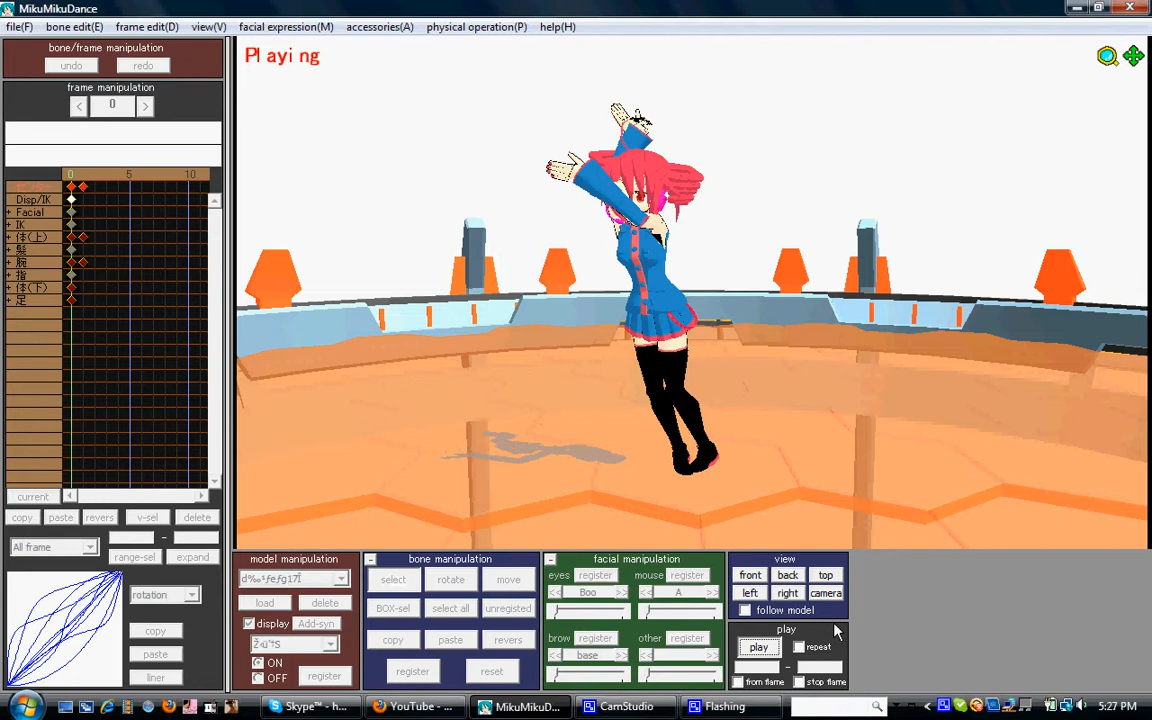 MikuMikuDance
file(F) bone edit(E) frame edit(D) view(V) facial expression(M) accessories(A) physical operation(P) help(H)
bone/frame manipulation
undo redo
frame manipulation
< 0 >
Playing
0 5 10
センター
Disp/IK
+ Facial
+ IK
+ 体(上)
+ 髪
+ 腕
+ 指
+ 体(下)
+ 足
current
copy paste revers v-sel delete
All frame -
range-sel expand
rotation
copy
paste
liner
model manipulation
load delete
display Add-syn
ON
OFF register
bone manipulation
select rotate move
BOX-sel select all unregisted
copy paste revers
register reset
facial manipulation
eyes register mouse register
<< Boo >> << A >>
brow register other register
<< base >> << >>
view
front back top
left right camera
follow model
play
play repeat
-
from flame stop flame
Skype™ - h...
YouTube - ...
MikuMikuD...
CamStudio
Flashing
5:27 PM